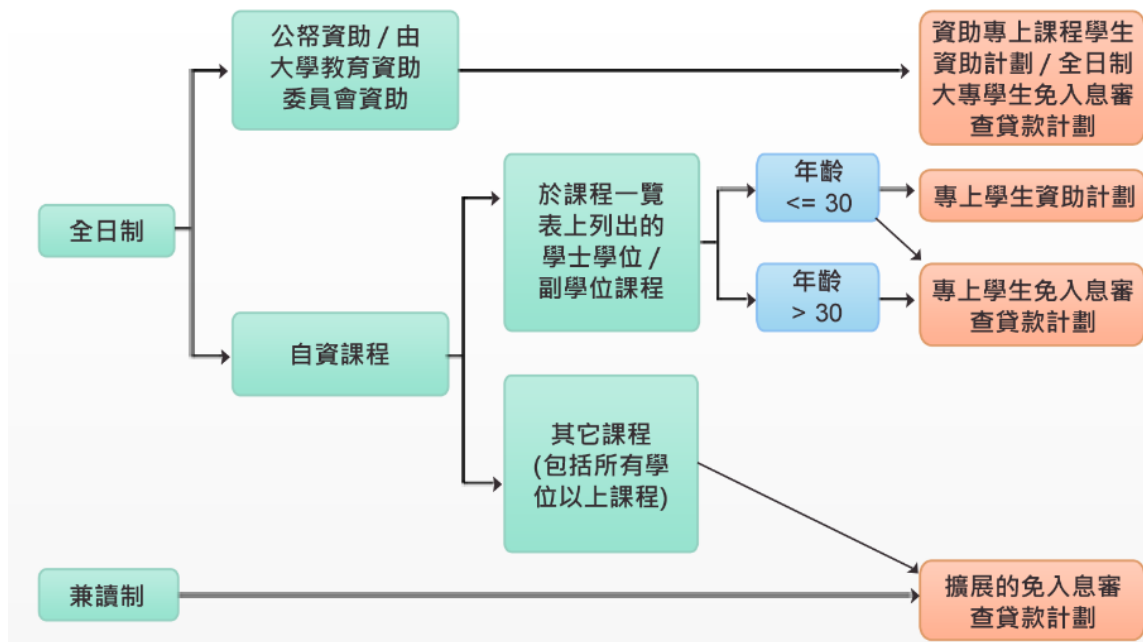 公帑資助 / 由
大學教育資助
委員會資助
資助專上課程學生
資助計劃 / 全日制
大專學生免入息審
查貸款計劃
全日制
於課程一覽
表上列出的
學士學位 /
副學位課程
年齡
<= 30
專上學生資助計劃
年齡
> 30
專上學生免入息審
查貸款計劃
自資課程
其它課程
(包括所有學
位以上課程)
兼讀制
擴展的免入息審
查貸款計劃